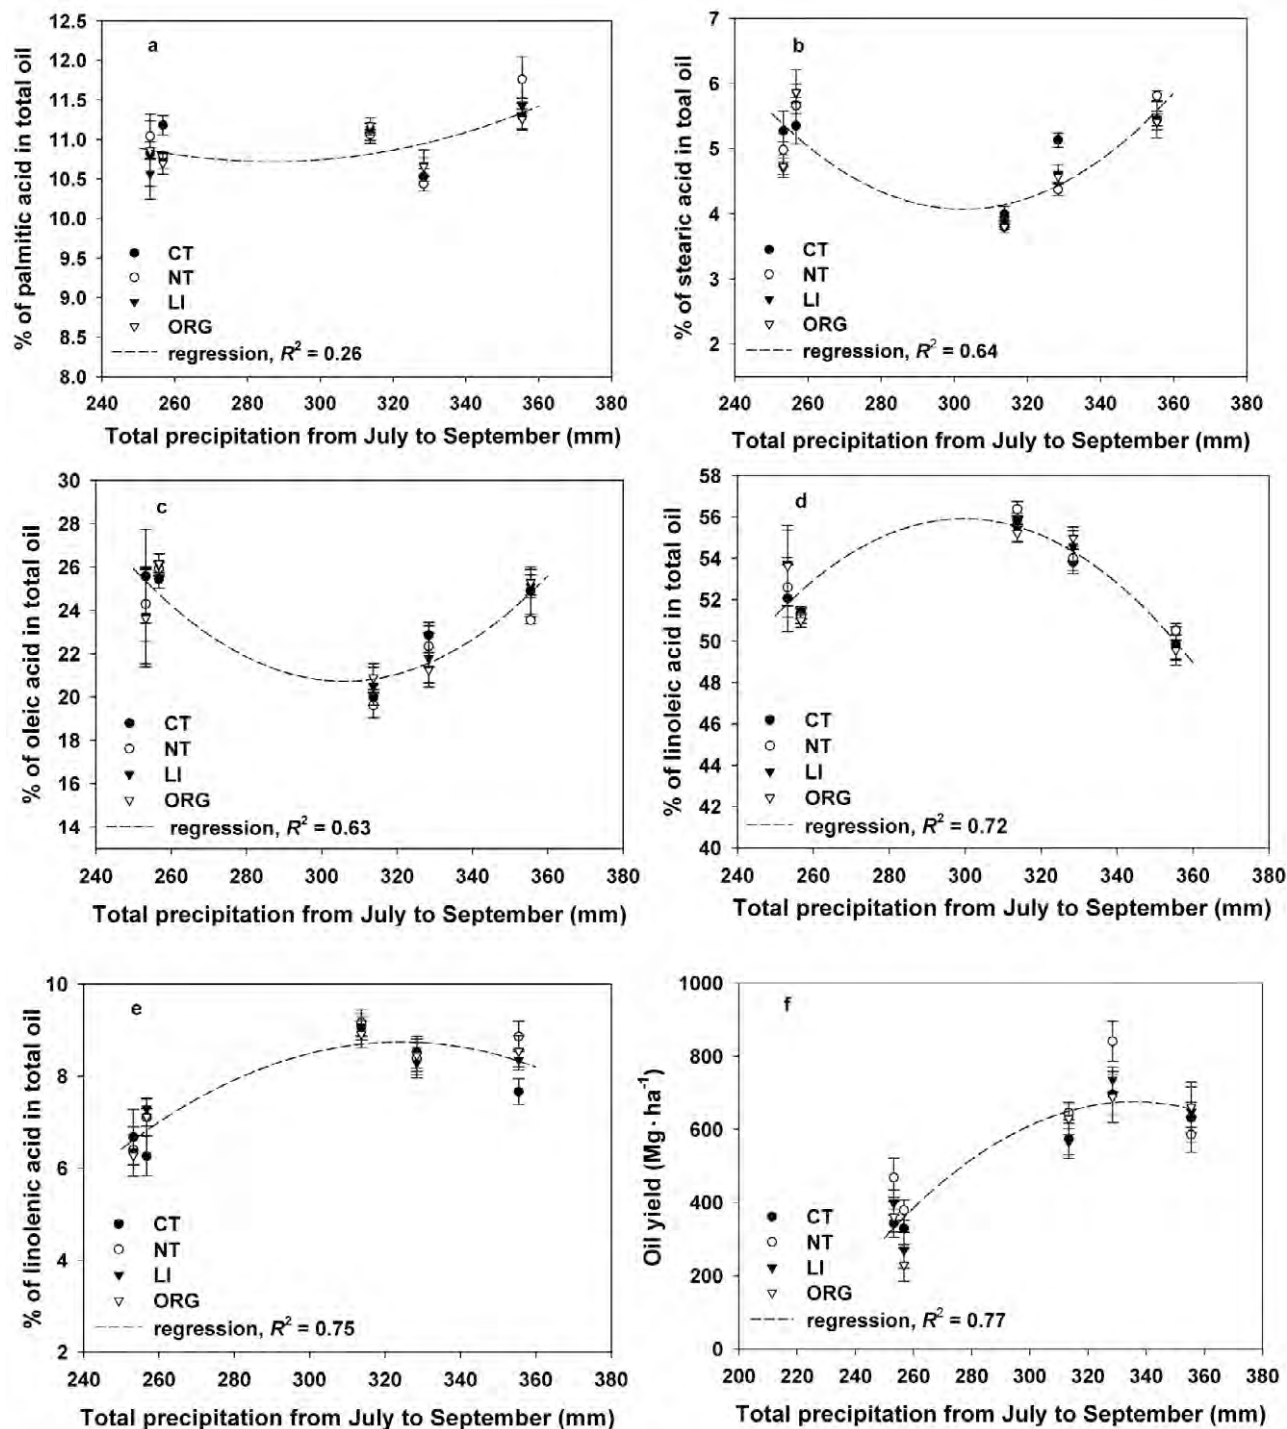 a
% of palmitic acid in total oil
12.5
12.0
11.5
11.0
10.5
10.0
9.5
9.0
8.5
8.0
CT
NT
LI
ORG
regression, R² = 0.26
240 260 280 300 320 340 360 380
Total precipitation from July to September (mm)
b
% of stearic acid in toal oil
7
6
5
4
3
2
CT
NT
LI
ORG
regression, R² = 0.64
240 260 280 300 320 340 360 380
Total precipitation from July to September (mm)
c
% of oleic acid in total oil
30
28
26
24
22
20
18
16
14
CT
NT
LI
ORG
regression, R² = 0.63
240 260 280 300 320 340 360 380
Total precipitation from July to September (mm)
d
% of linoleic acid in total oil
58
56
54
52
50
48
46
44
42
40
CT
NT
LI
ORG
regression, R² = 0.72
240 260 280 300 320 340 360 380
Total precipitation from July to September (mm)
e
% of linolenic acid in total oil
10
8
6
4
2
CT
NT
LI
ORG
regression, R² = 0.75
240 260 280 300 320 340 360 380
Total precipitation from July to September (mm)
f
Oil yield (Mg·ha⁻¹)
1000
800
600
400
200
0
CT
NT
LI
ORG
regression, R² = 0.77
200 220 240 260 280 300 320 340 360 380
Total precipitation from July to September (mm)